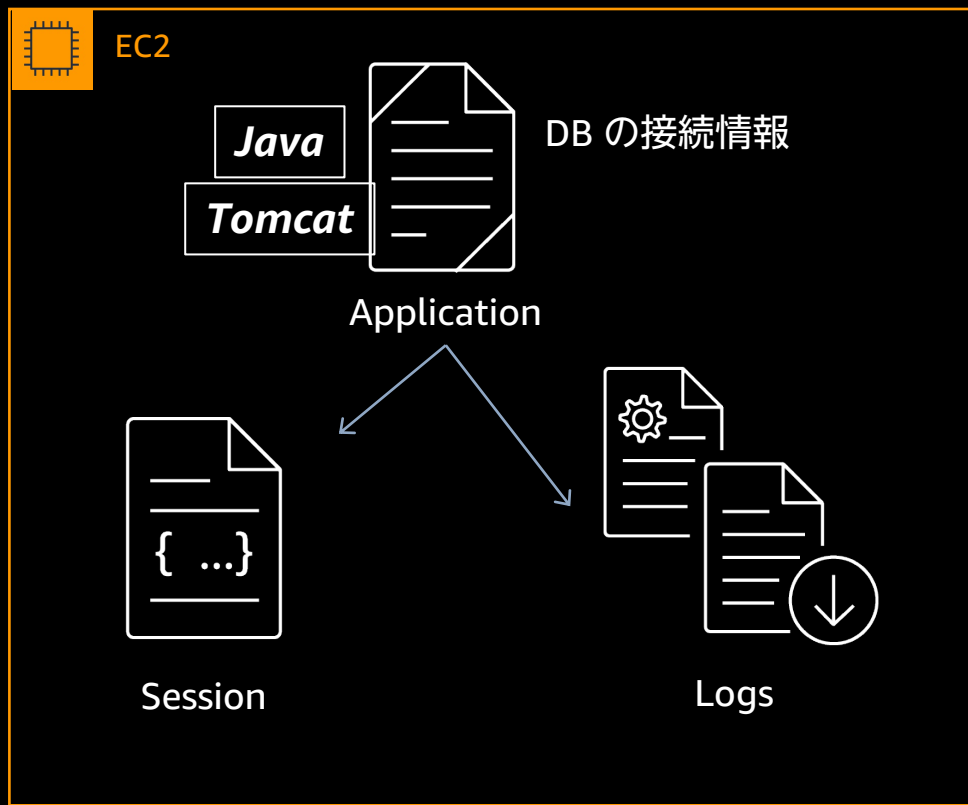 EC2
Java
DB の接続情報
Tomcat
Application
{ ...}
Session
Logs